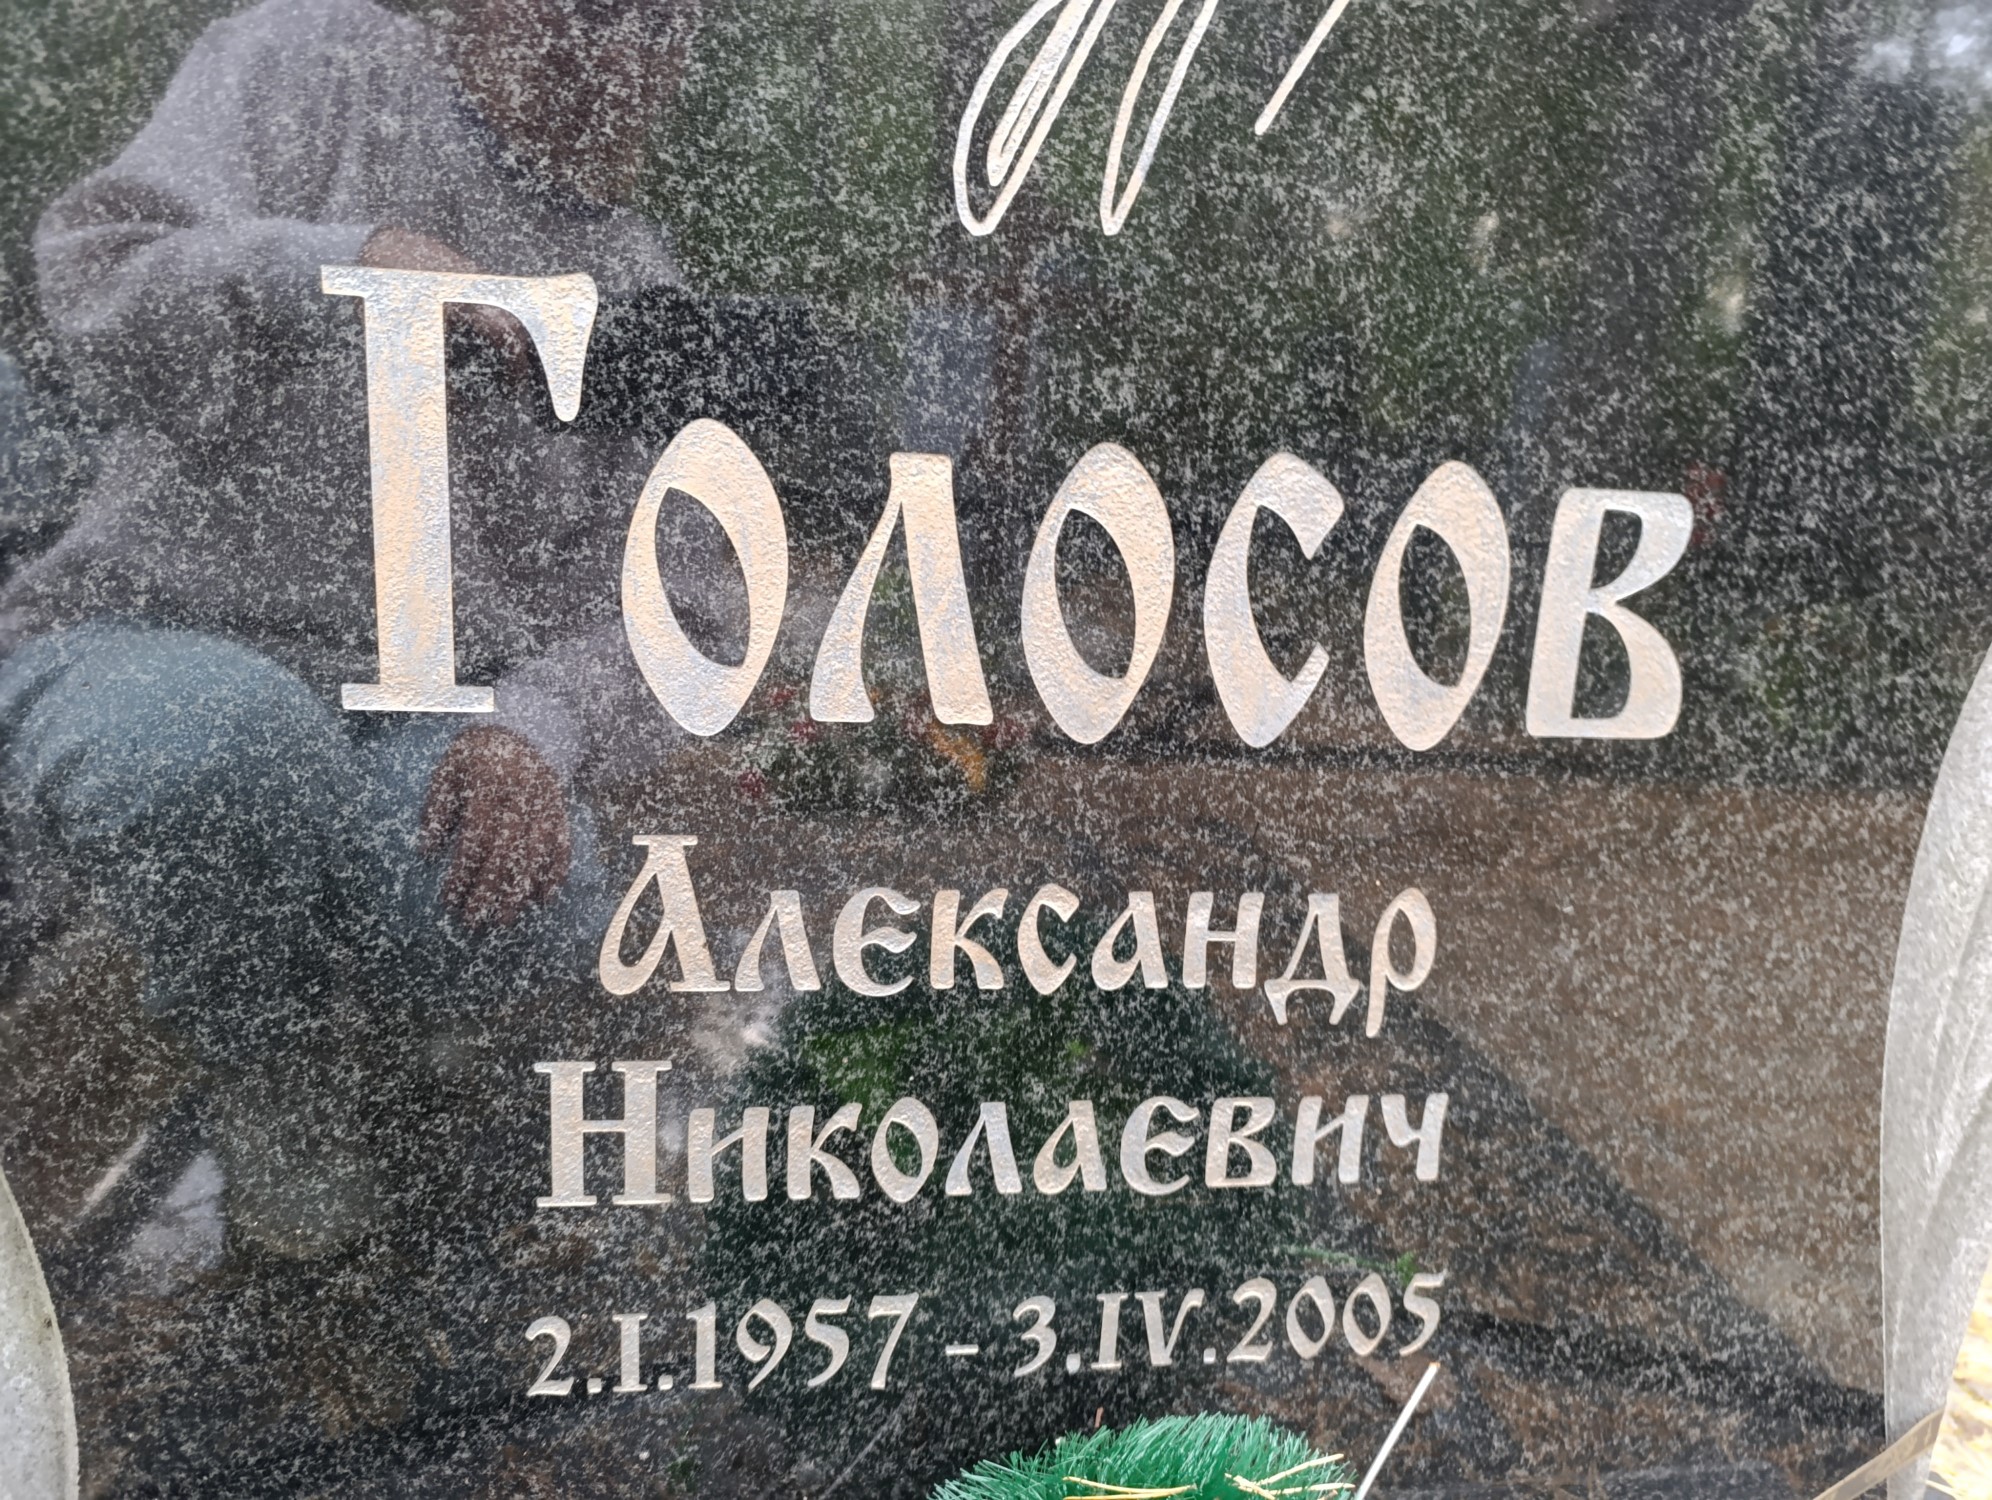 Голосов
Александр
Николаевич
2.I.1957 - 3.IV.2005